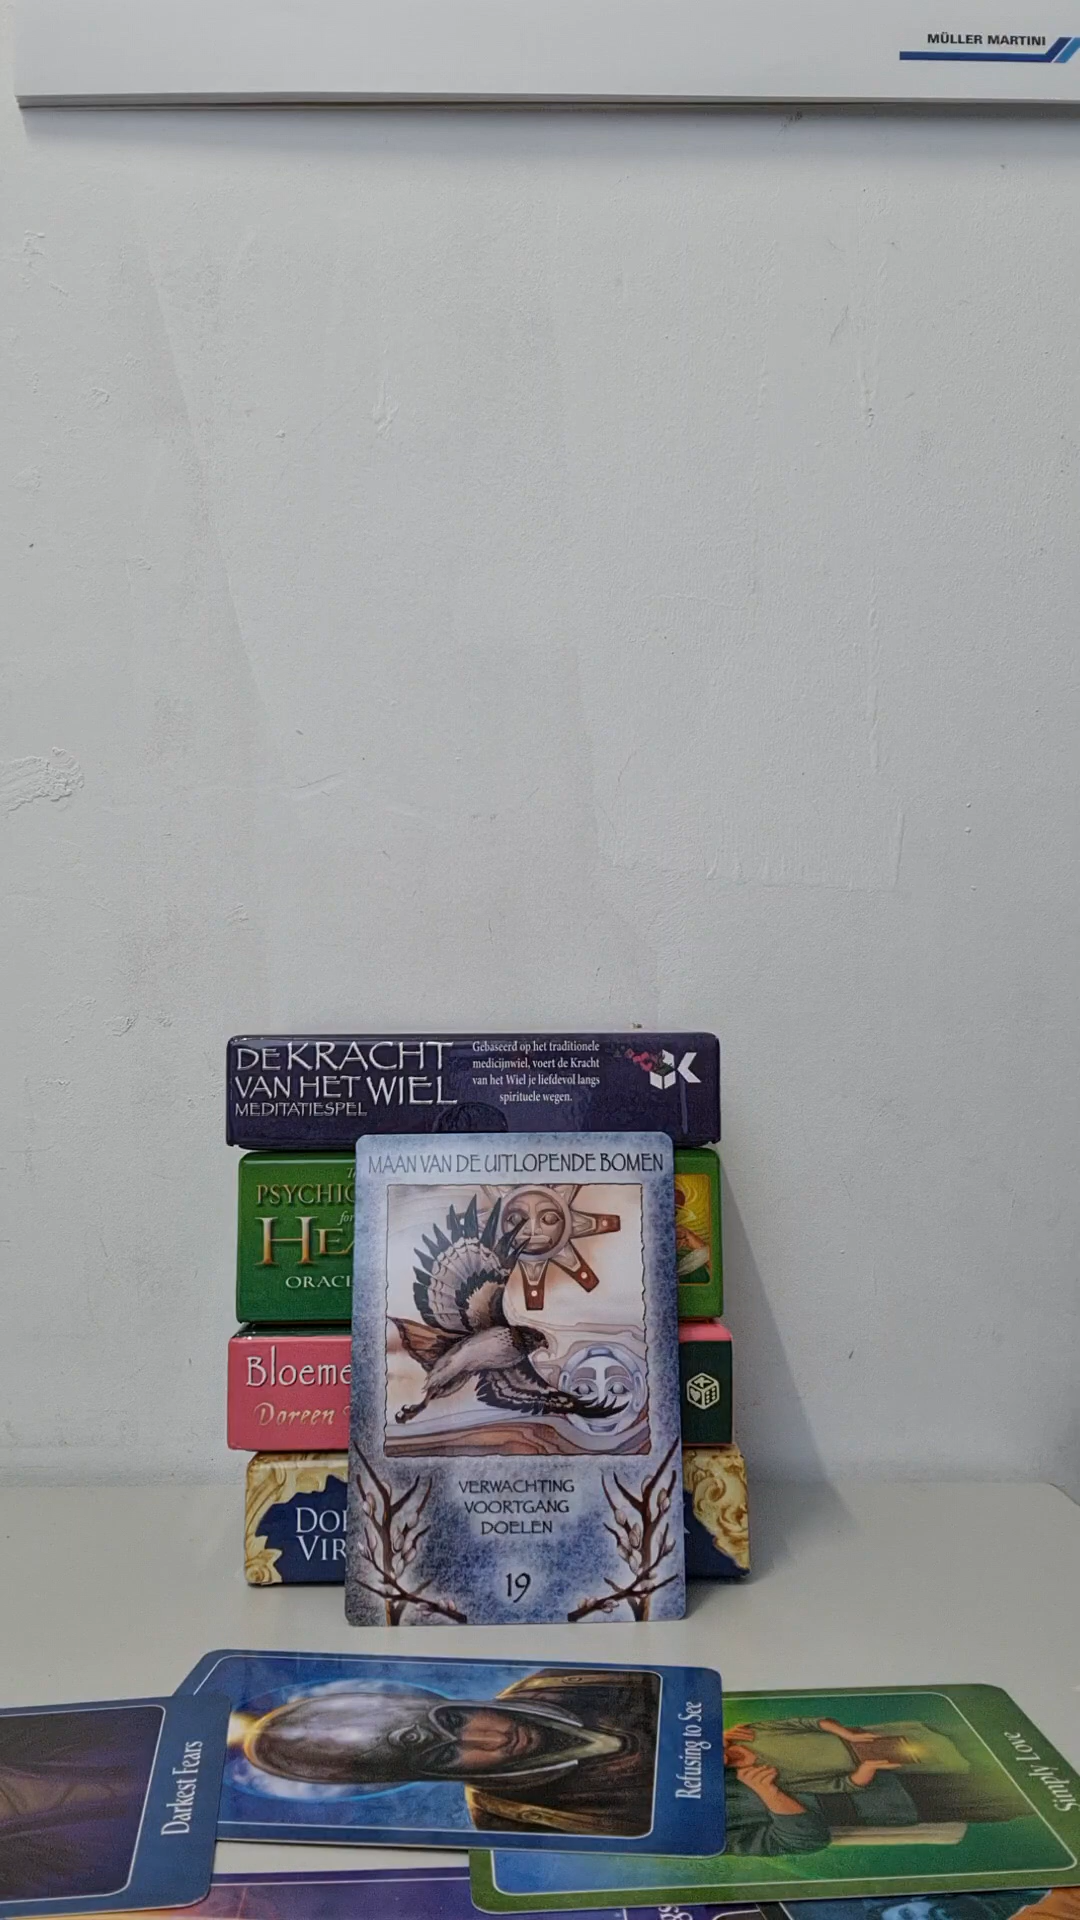 MÜLLER MARTINI
DE KRACHT
VAN HET WIEL
MEDITATIESPEL
Gebaseerd op het traditionele
medicijnwiel, voert de Kracht
van het Wiel je liefdevol langs
spirituele wegen.
MAAN VAN DE UITLOPENDE BOMEN
PSYCHIC
for
ORAC
Doreen
VERWACHTING
VOORTGANG
DOELEN
19
Darkest Fears
Refusing to See
Simply Love